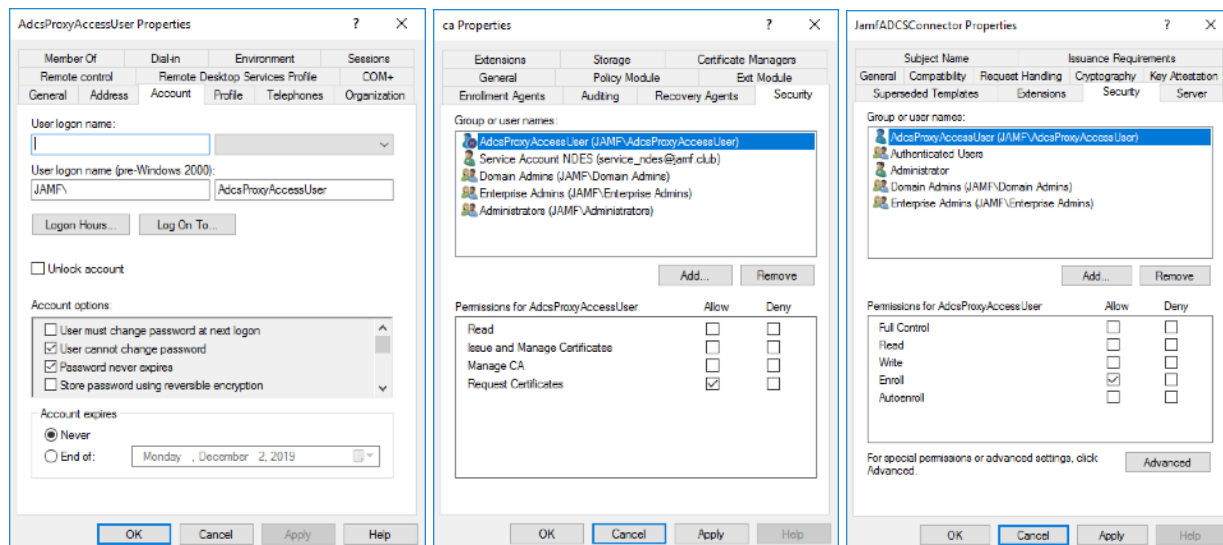 AdcsProxyAccessUser Properties ? ×
Member Of Dial-in Environment Sessions
Remote control Remote Desktop Services Profile COM+
General Address Account Profile Telephones Organization
User logon name:
User logon name (pre-Windows 2000):
JAMF\ AdcsProxyAccessUser
Logon Hours... Log On To...
Unlock account
Account options:
User must change password at next logon
User cannot change password
Password never expires
Store password using reversible encryption
Account expires
Never
End of: Monday , December 2, 2019
OK Cancel Apply Help
ca Properties ? ×
Extensions Storage Certificate Managers
General Policy Module Exit Module
Enrollment Agents Auditing Recovery Agents Security
Group or user names:
AdcsProxyAccessUser (JAMF\AdcsProxyAccessUser)
Service Account NDES (service_ndes@jamf.club)
Domain Admins (JAMF\Domain Admins)
Enterprise Admins (JAMF\Enterprise Admins)
Administrators (JAMF\Administrators)
Add... Remove
Permissions for AdcsProxyAccessUser Allow Deny
Read
Issue and Manage Certificates
Manage CA
Request Certificates
OK Cancel Apply Help
JamfADCSConnector Properties ? ×
Subject Name Issuance Requirements
General Compatibility Request Handling Cryptography Key Attestation
Superseded Templates Extensions Security Server
Group or user names:
AdcsProxyAccessUser (JAMF\AdcsProxyAccessUser)
Authenticated Users
Administrator
Domain Admins (JAMF\Domain Admins)
Enterprise Admins (JAMF\Enterprise Admins)
Add... Remove
Permissions for AdcsProxyAccessUser Allow Deny
Full Control
Read
Write
Enroll
Autoenroll
For special permissions or advanced settings, click
Advanced. Advanced
OK Cancel Apply Help